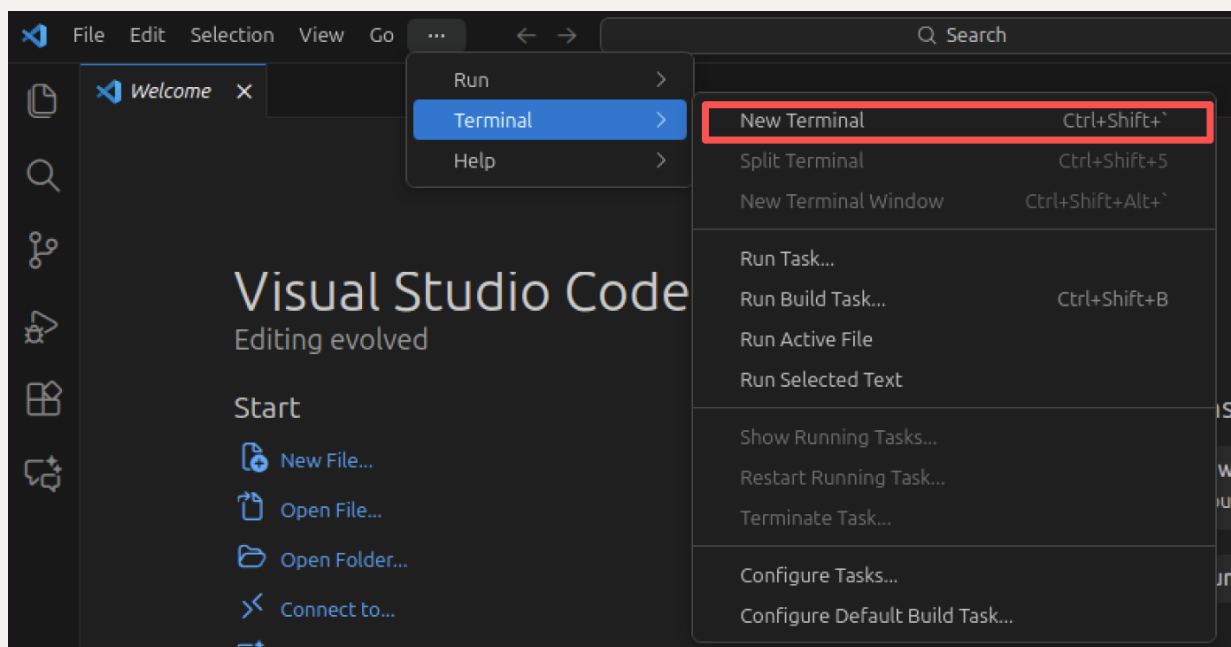 File Edit Selection View Go ... Search
Welcome
Run
Terminal
Help
New Terminal Ctrl+Shift+`
Split Terminal Ctrl+Shift+5
New Terminal Window Ctrl+Shift+Alt+`
Run Task...
Run Build Task... Ctrl+Shift+B
Run Active File
Run Selected Text
Show Running Tasks...
Restart Running Task...
Terminate Task...
Configure Tasks...
Configure Default Build Task...
Visual Studio Code
Editing evolved
Start
New File...
Open File...
Open Folder...
Connect to...